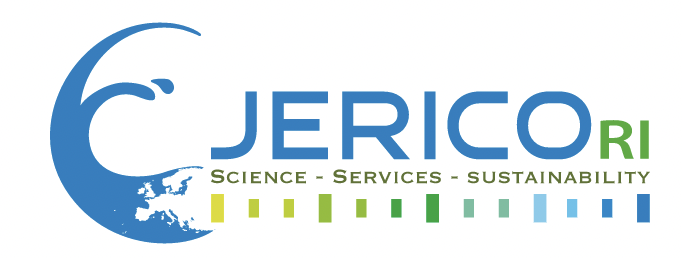 JERICO RI
SCIENCE - SERVICES - SUSTAINABILITY